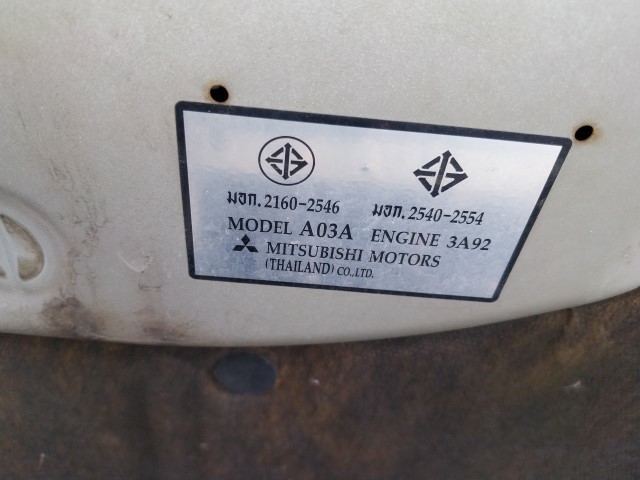 มอก.2160-2546 มอก.2540-2554
MODEL A03A ENGINE 3A92
MITSUBISHI MOTORS
(THAILAND) CO.,LTD.